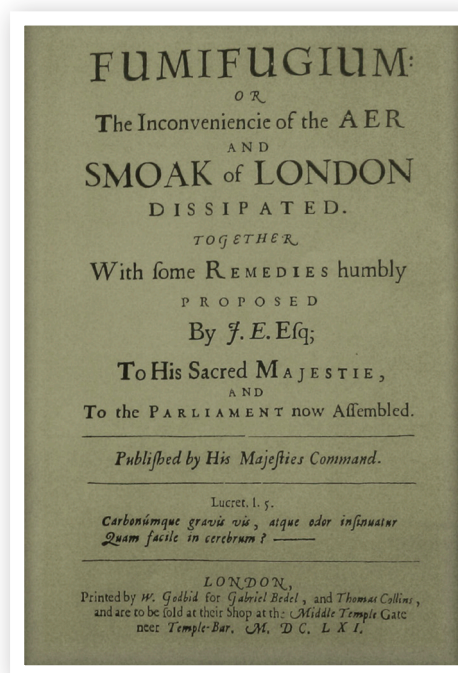 FUMIFUGIUM:
OR
The Inconveniencie of the AER
AND
SMOAK of LONDON
DISSIPATED.
TOGETHER
With ſome REMEDIES humbly
PROPOSED
By J. E. Eſq;
To His Sacred MAJESTIE,
AND
To the PARLIAMENT now Aſſembled.
Publiſhed by His Majeſties Command.
Lucret. l. 5.
Carbonúmque gravis vis, atque odor inſinuatur
Quam facile in cerebrum? ——
LONDON,
Printed by W. Godbid for Gabriel Bedel, and Thomas Collins,
and are to be ſold at their Shop at the Middle Temple Gate
neer Temple-Bar. M. D C. L X I.